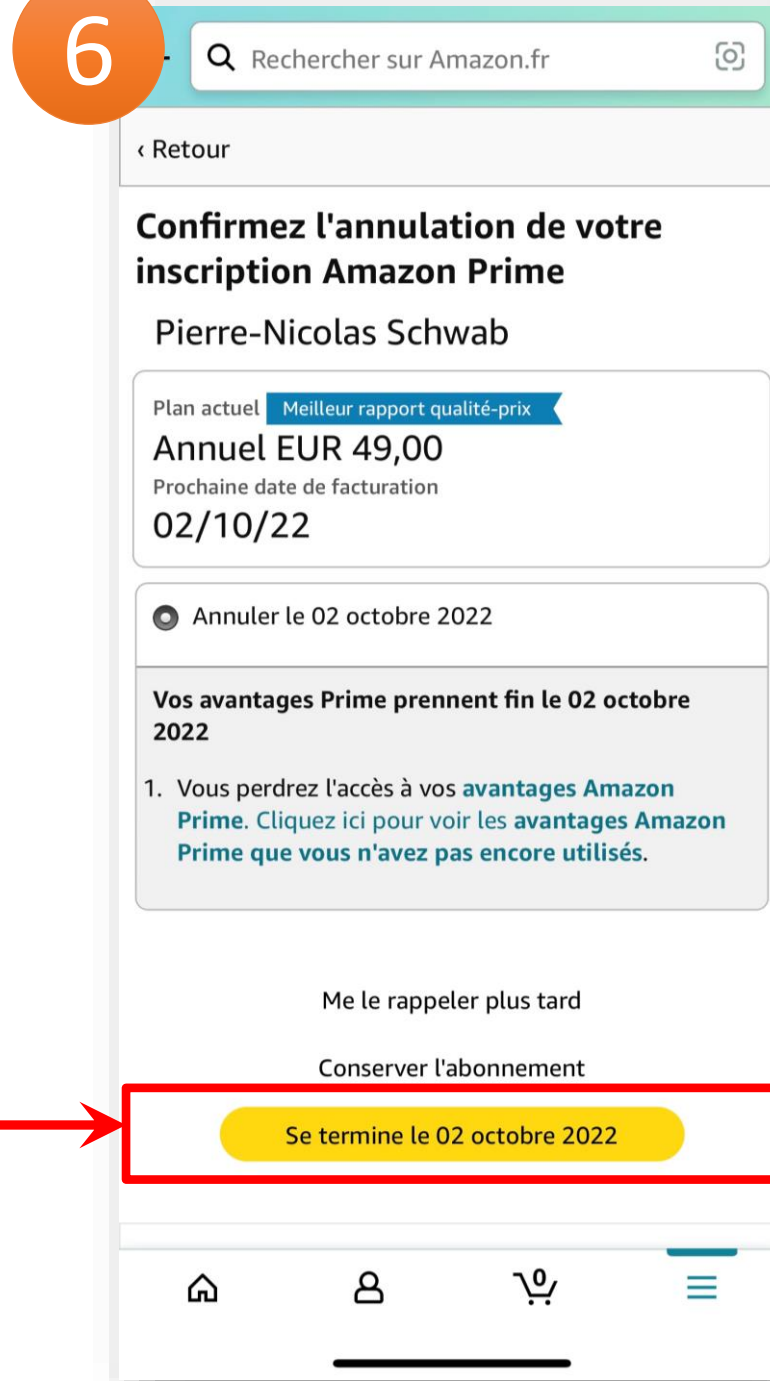 6
Rechercher sur Amazon.fr
‹ Retour
Confirmez l'annulation de votre
inscription Amazon Prime
Pierre-Nicolas Schwab
Plan actuel Meilleur rapport qualité-prix
Annuel EUR 49,00
Prochaine date de facturation
02/10/22
Annuler le 02 octobre 2022
Vos avantages Prime prennent fin le 02 octobre
2022
1. Vous perdrez l'accès à vos avantages Amazon
Prime. Cliquez ici pour voir les avantages Amazon
Prime que vous n'avez pas encore utilisés.
Me le rappeler plus tard
Conserver l'abonnement
Se termine le 02 octobre 2022
0